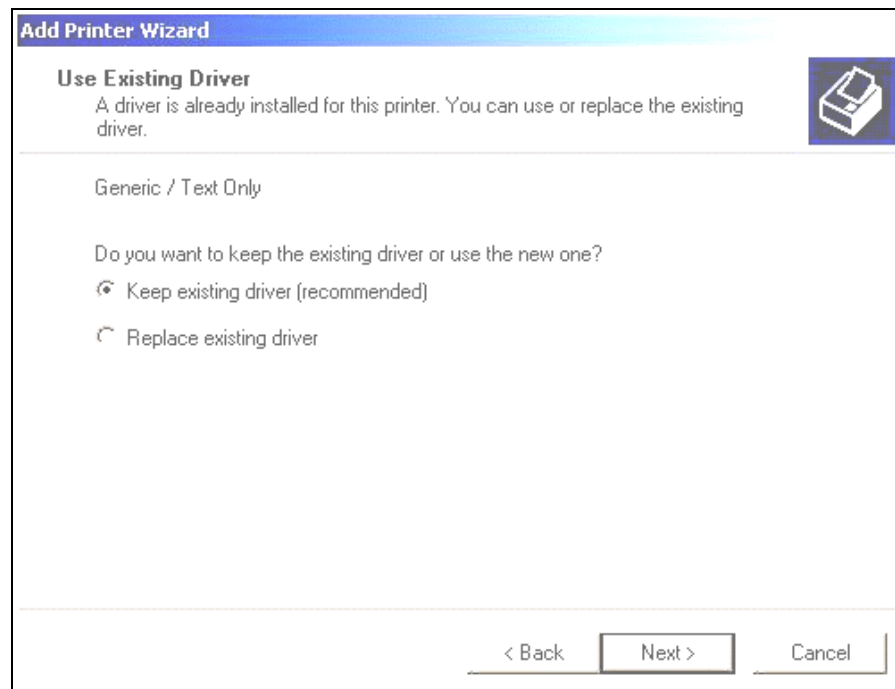 Add Printer Wizard
Use Existing Driver
A driver is already installed for this printer. You can use or replace the existing
driver.
Generic / Text Only
Do you want to keep the existing driver or use the new one?
Keep existing driver (recommended)
Replace existing driver
< Back Next > Cancel